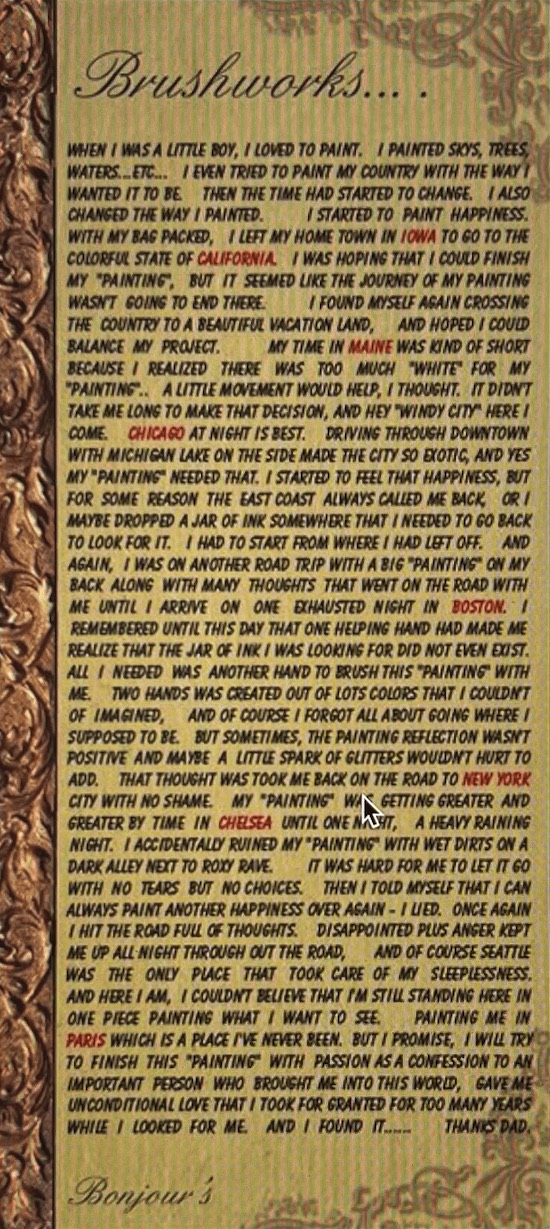 Brushworks... .
WHEN I WAS A LITTLE BOY, I LOVED TO PAINT. I PAINTED SKYS, TREES,
WATERS...ETC... I EVEN TRIED TO PAINT MY COUNTRY WITH THE WAY I
WANTED IT TO BE. THEN THE TIME HAD STARTED TO CHANGE. I ALSO
CHANGED THE WAY I PAINTED. I STARTED TO PAINT HAPPINESS.
WITH MY BAG PACKED, I LEFT MY HOME TOWN IN IOWA TO GO TO THE
COLORFUL STATE OF CALIFORNIA. I WAS HOPING THAT I COULD FINISH
MY "PAINTING", BUT IT SEEMED LIKE THE JOURNEY OF MY PAINTING
WASN'T GOING TO END THERE. I FOUND MYSELF AGAIN CROSSING
THE COUNTRY TO A BEAUTIFUL VACATION LAND, AND HOPED I COULD
BALANCE MY PROJECT. MY TIME IN MAINE WAS KIND OF SHORT
BECAUSE I REALIZED THERE WAS TOO MUCH "WHITE" FOR MY
"PAINTING".. A LITTLE MOVEMENT WOULD HELP, I THOUGHT. IT DIDN'T
TAKE ME LONG TO MAKE THAT DECISION, AND HEY "WINDY CITY" HERE I
COME. CHICAGO AT NIGHT IS BEST. DRIVING THROUGH DOWNTOWN
WITH MICHIGAN LAKE ON THE SIDE MADE THE CITY SO EXOTIC, AND YES
MY "PAINTING" NEEDED THAT. I STARTED TO FEEL THAT HAPPINESS, BUT
FOR SOME REASON THE EAST COAST ALWAYS CALLED ME BACK, OR I
MAYBE DROPPED A JAR OF INK SOMEWHERE THAT I NEEDED TO GO BACK
TO LOOK FOR IT. I HAD TO START FROM WHERE I HAD LEFT OFF. AND
AGAIN, I WAS ON ANOTHER ROAD TRIP WITH A BIG "PAINTING" ON MY
BACK ALONG WITH MANY THOUGHTS THAT WENT ON THE ROAD WITH
ME UNTIL I ARRIVE ON ONE EXHAUSTED NIGHT IN BOSTON. I
REMEMBERED UNTIL THIS DAY THAT ONE HELPING HAND HAD MADE ME
REALIZE THAT THE JAR OF INK I WAS LOOKING FOR DID NOT EVEN EXIST.
ALL I NEEDED WAS ANOTHER HAND TO BRUSH THIS "PAINTING" WITH
ME. TWO HANDS WAS CREATED OUT OF LOTS COLORS THAT I COULDN'T
OF IMAGINED, AND OF COURSE I FORGOT ALL ABOUT GOING WHERE I
SUPPOSED TO BE. BUT SOMETIMES, THE PAINTING REFLECTION WASN'T
POSITIVE AND MAYBE A LITTLE SPARK OF GLITTERS WOULDN'T HURT TO
ADD. THAT THOUGHT WAS TOOK ME BACK ON THE ROAD TO NEW YORK
CITY WITH NO SHAME. MY "PAINTING" GETTING GREATER AND
GREATER BY TIME IN CHELSEA UNTIL ONE NIGHT, A HEAVY RAINING
NIGHT. I ACCIDENTALLY RUINED MY "PAINTING" WITH WET DIRTS ON A
DARK ALLEY NEXT TO ROXY RAVE. IT WAS HARD FOR ME TO LET IT GO
WITH NO TEARS BUT NO CHOICES. THEN I TOLD MYSELF THAT I CAN
ALWAYS PAINT ANOTHER HAPPINESS OVER AGAIN - I LIED. ONCE AGAIN
I HIT THE ROAD FULL OF THOUGHTS. DISAPPOINTED PLUS ANGER KEPT
ME UP ALL NIGHT THROUGH OUT THE ROAD, AND OF COURSE SEATTLE
WAS THE ONLY PLACE THAT TOOK CARE OF MY SLEEPLESSNESS.
AND HERE I AM, I COULDN'T BELIEVE THAT I'M STILL STANDING HERE IN
ONE PIECE PAINTING WHAT I WANT TO SEE. PAINTING ME IN
PARIS WHICH IS A PLACE I'VE NEVER BEEN. BUT I PROMISE, I WILL TRY
TO FINISH THIS "PAINTING" WITH PASSION AS A CONFESSION TO AN
IMPORTANT PERSON WHO BROUGHT ME INTO THIS WORLD, GAVE ME
UNCONDITIONAL LOVE THAT I TOOK FOR GRANTED FOR TOO MANY YEARS
WHILE I LOOKED FOR ME. AND I FOUND IT...... THANKS DAD.
Bonjour's